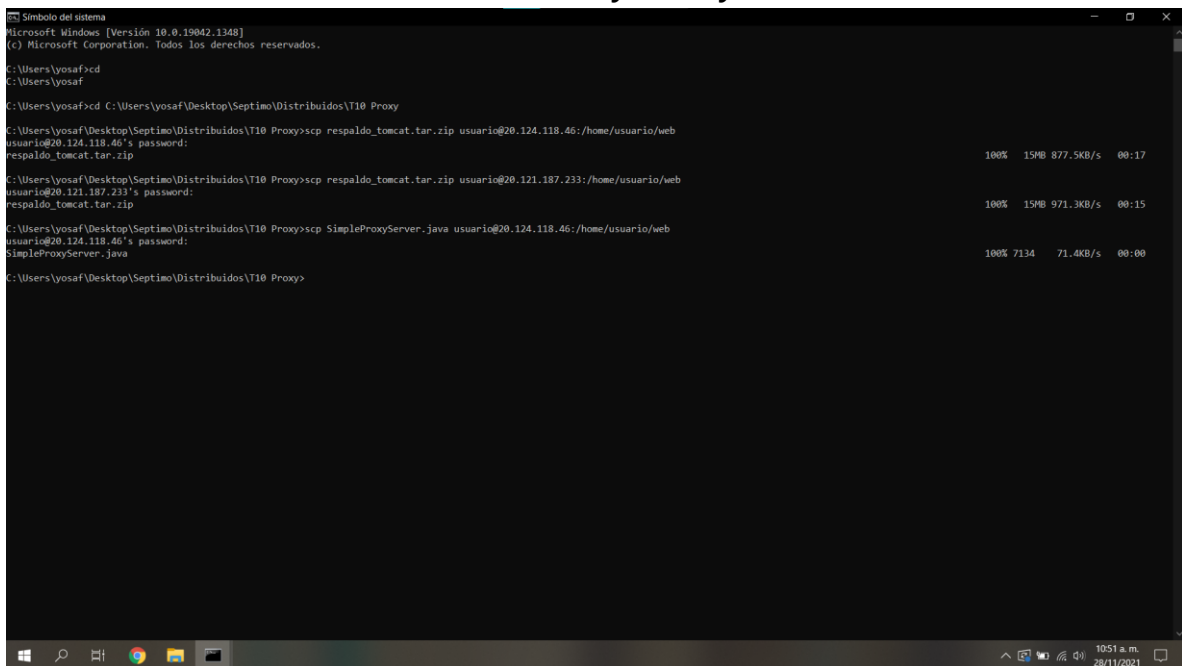 Símbolo del sistema
Microsoft Windows [Versión 10.0.19042.1348]
(c) Microsoft Corporation. Todos los derechos reservados.
C:\Users\yosaf>cd
C:\Users\yosaf
C:\Users\yosaf>cd C:\Users\yosaf\Desktop\Septimo\Distribuidos\T10 Proxy
C:\Users\yosaf\Desktop\Septimo\Distribuidos\T10 Proxy>scp respaldo_tomcat.tar.zip usuario@20.124.118.46:/home/usuario/web
usuario@20.124.118.46's password:
respaldo_tomcat.tar.zip 100% 15MB 877.5KB/s 00:17
C:\Users\yosaf\Desktop\Septimo\Distribuidos\T10 Proxy>scp respaldo_tomcat.tar.zip usuario@20.121.187.233:/home/usuario/web
usuario@20.121.187.233's password:
respaldo_tomcat.tar.zip 100% 15MB 971.3KB/s 00:15
C:\Users\yosaf\Desktop\Septimo\Distribuidos\T10 Proxy>scp SimpleProxyServer.java usuario@20.124.118.46:/home/usuario/web
usuario@20.124.118.46's password:
SimpleProxyServer.java 100% 7134 71.4KB/s 00:00
C:\Users\yosaf\Desktop\Septimo\Distribuidos\T10 Proxy>
10:51 a. m.
28/11/2021